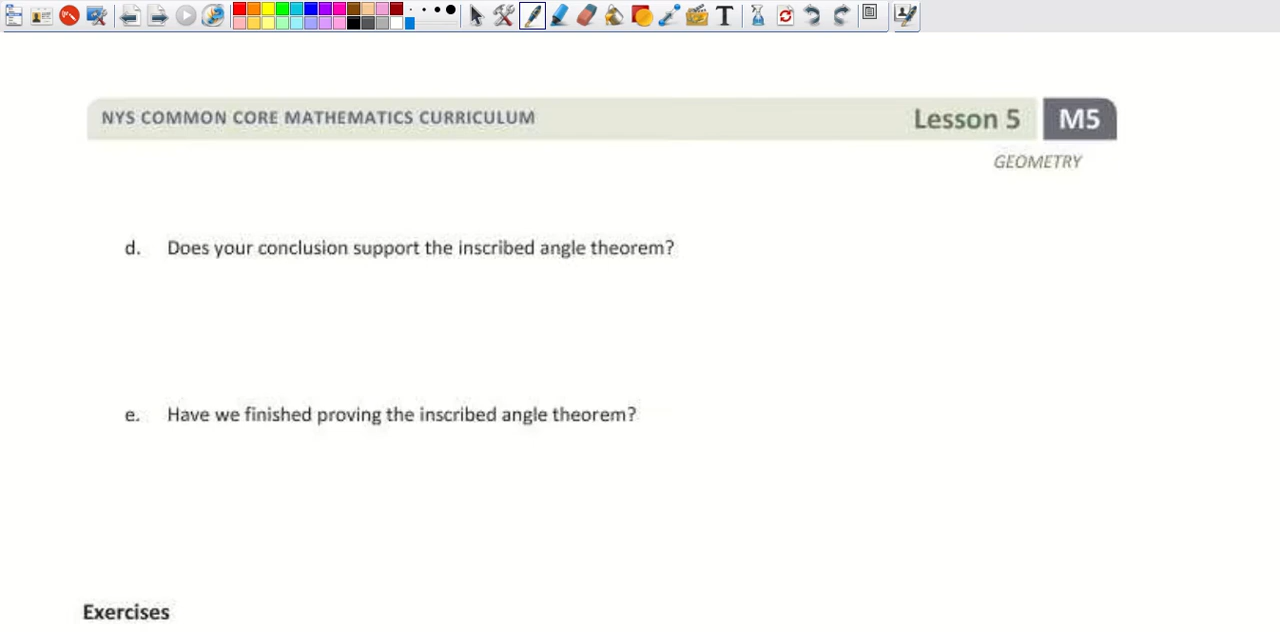 NYS COMMON CORE MATHEMATICS CURRICULUM Lesson 5 M5
GEOMETRY
d. Does your conclusion support the inscribed angle theorem?
e. Have we finished proving the inscribed angle theorem?
Exercises